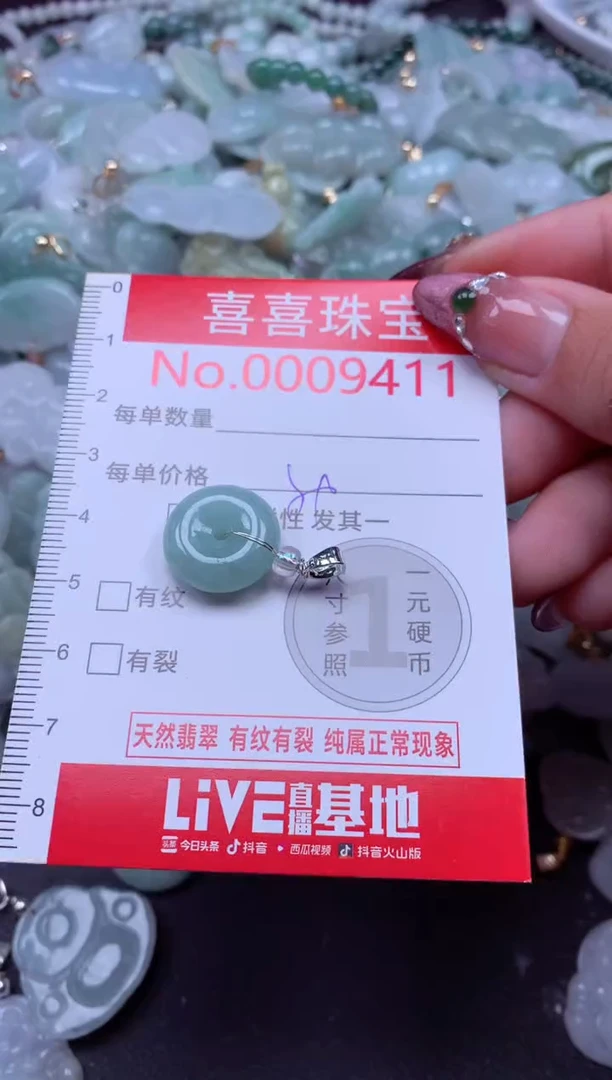 0
喜喜珠宝
1
No.0009411
2
每单数量
3
每单价格
4
性 发其一
5
有纹
一元硬币
寸参照
1
6
有裂
7
天然翡翠 有纹有裂 纯属正常现象
8
LiVE直播基地
头条 今日头条 抖音 西瓜视频 抖音火山版